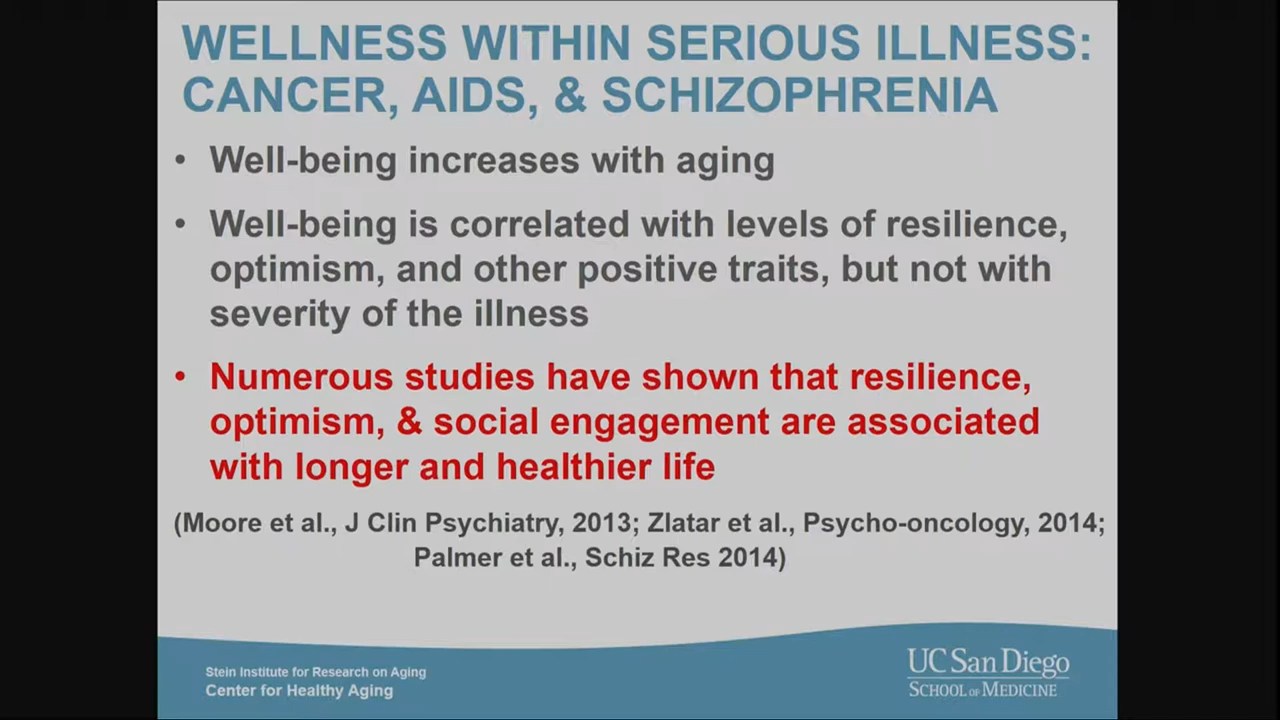 WELLNESS WITHIN SERIOUS ILLNESS:
CANCER, AIDS, & SCHIZOPHRENIA
• Well-being increases with aging
• Well-being is correlated with levels of resilience,
optimism, and other positive traits, but not with
severity of the illness
• Numerous studies have shown that resilience,
optimism, & social engagement are associated
with longer and healthier life
(Moore et al., J Clin Psychiatry, 2013; Zlatar et al., Psycho-oncology, 2014;
Palmer et al., Schiz Res 2014)
Stein Institute for Research on Aging
Center for Healthy Aging
UC San Diego
SCHOOL OF MEDICINE